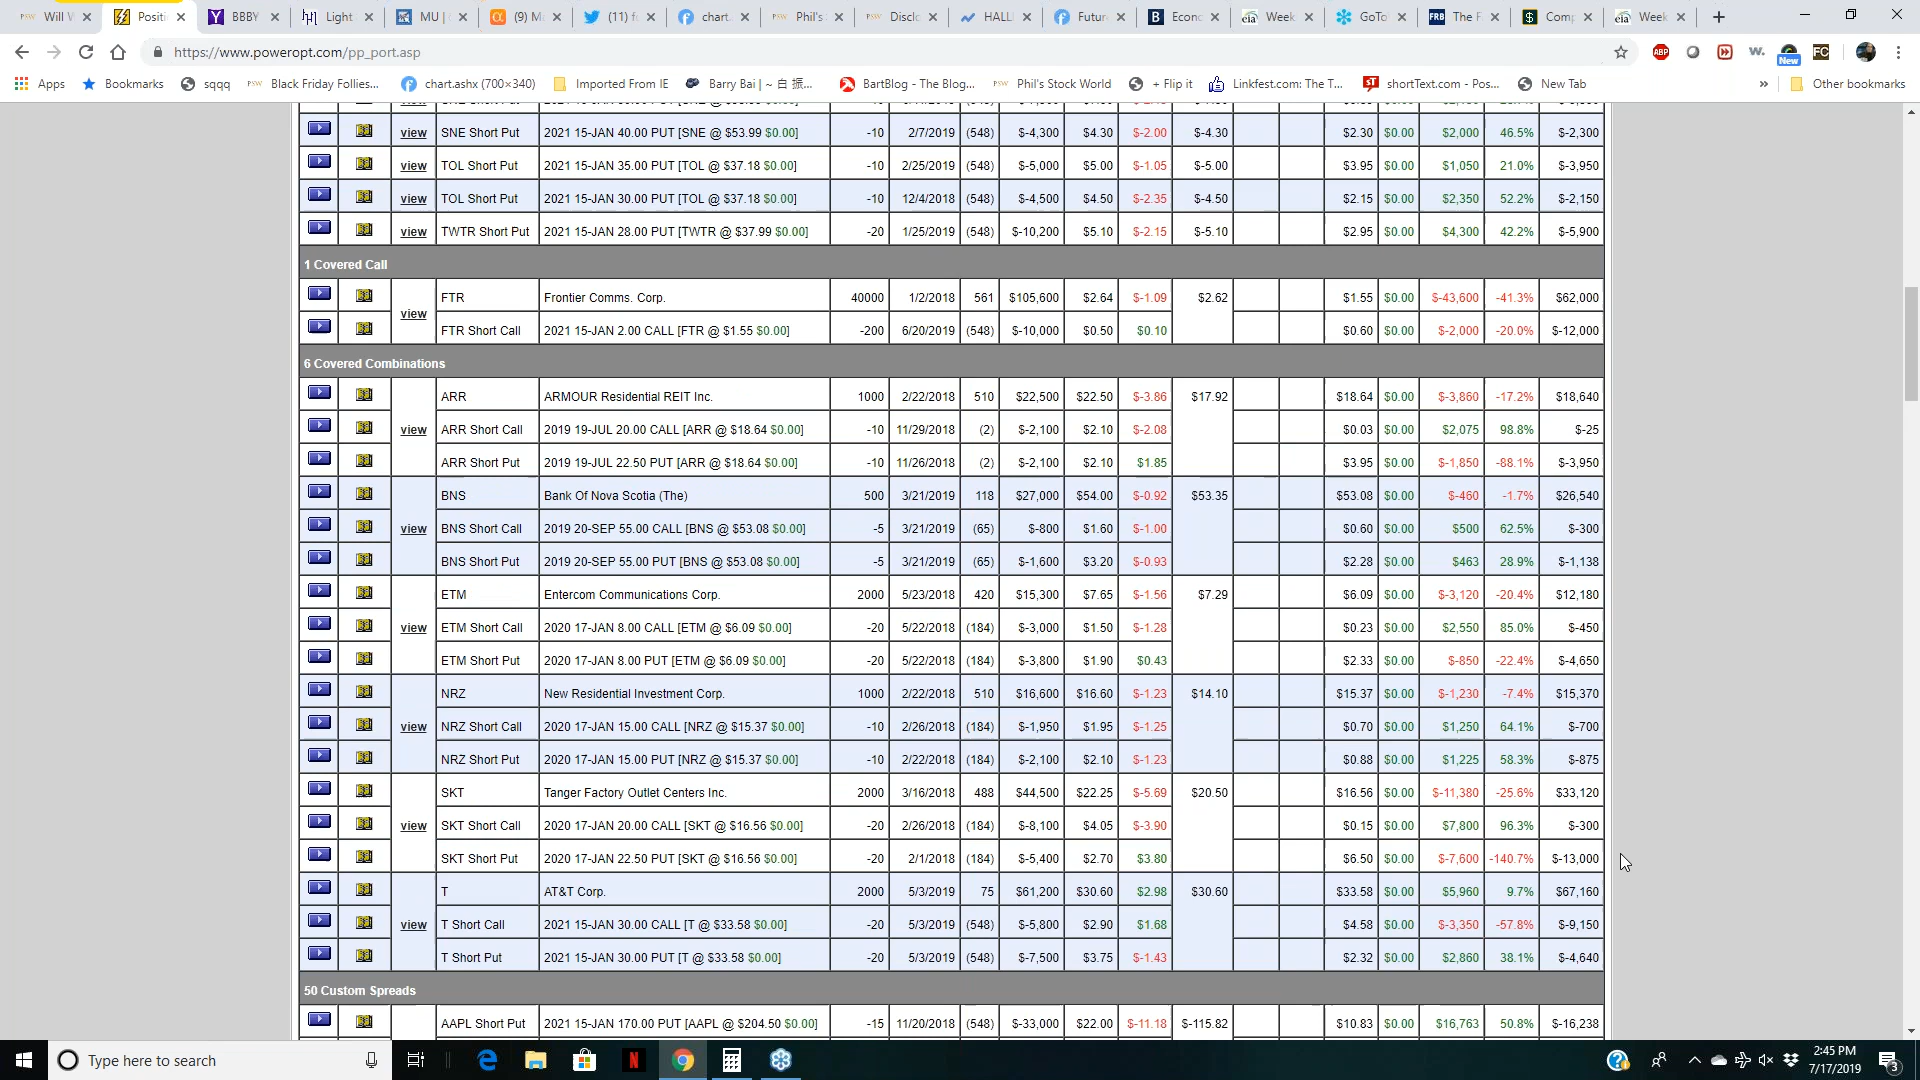 Will V
Positi
BBBY
Light
MU | (
(9) M
(11) f
chart.
Phil's
Discl
HALL
Futur
Econ
Week
GoTo
The F
Comp
Week
https://www.poweropt.com/pp_port.asp
Apps Bookmarks sqqq Black Friday Follies... chart.ashx (700×340) Imported From IE Barry Bai | ~ 白 振... BartBlog - The Blog... Phil's Stock World + Flip it Linkfest.com: The T... shortText.com - Pos... New Tab » Other bookmarks
New
view SNE Short Put 2021 15-JAN 40.00 PUT [SNE @ $53.99 $0.00] -10 2/7/2019 (548) $-4,300 $4.30 $-2.00 $-4.30 $2.30 $0.00 $2,000 46.5% $-2,300
view TOL Short Put 2021 15-JAN 35.00 PUT [TOL @ $37.18 $0.00] -10 2/25/2019 (548) $-5,000 $5.00 $-1.05 $-5.00 $3.95 $0.00 $1,050 21.0% $-3,950
view TOL Short Put 2021 15-JAN 30.00 PUT [TOL @ $37.18 $0.00] -10 12/4/2018 (548) $-4,500 $4.50 $-2.35 $-4.50 $2.15 $0.00 $2,350 52.2% $-2,150
view TWTR Short Put 2021 15-JAN 28.00 PUT [TWTR @ $37.99 $0.00] -20 1/25/2019 (548) $-10,200 $5.10 $-2.15 $-5.10 $2.95 $0.00 $4,300 42.2% $-5,900
1 Covered Call
FTR Frontier Comms. Corp. 40000 1/2/2018 561 $105,600 $2.64 $-1.09 $2.62 $1.55 $0.00 $-43,600 -41.3% $62,000
view
FTR Short Call 2021 15-JAN 2.00 CALL [FTR @ $1.55 $0.00] -200 6/20/2019 (548) $-10,000 $0.50 $0.10 $0.60 $0.00 $-2,000 -20.0% $-12,000
6 Covered Combinations
ARR ARMOUR Residential REIT Inc. 1000 2/22/2018 510 $22,500 $22.50 $-3.86 $17.92 $18.64 $0.00 $-3,860 -17.2% $18,640
view ARR Short Call 2019 19-JUL 20.00 CALL [ARR @ $18.64 $0.00] -10 11/29/2018 (2) $-2,100 $2.10 $-2.08 $0.03 $0.00 $2,075 98.8% $-25
ARR Short Put 2019 19-JUL 22.50 PUT [ARR @ $18.64 $0.00] -10 11/26/2018 (2) $-2,100 $2.10 $1.85 $3.95 $0.00 $-1,850 -88.1% $-3,950
BNS Bank Of Nova Scotia (The) 500 3/21/2019 118 $27,000 $54.00 $-0.92 $53.35 $53.08 $0.00 $-460 -1.7% $26,540
view BNS Short Call 2019 20-SEP 55.00 CALL [BNS @ $53.08 $0.00] -5 3/21/2019 (65) $-800 $1.60 $-1.00 $0.60 $0.00 $500 62.5% $-300
BNS Short Put 2019 20-SEP 55.00 PUT [BNS @ $53.08 $0.00] -5 3/21/2019 (65) $-1,600 $3.20 $-0.93 $2.28 $0.00 $463 28.9% $-1,138
ETM Entercom Communications Corp. 2000 5/23/2018 420 $15,300 $7.65 $-1.56 $7.29 $6.09 $0.00 $-3,120 -20.4% $12,180
view ETM Short Call 2020 17-JAN 8.00 CALL [ETM @ $6.09 $0.00] -20 5/22/2018 (184) $-3,000 $1.50 $-1.28 $0.23 $0.00 $2,550 85.0% $-450
ETM Short Put 2020 17-JAN 8.00 PUT [ETM @ $6.09 $0.00] -20 5/22/2018 (184) $-3,800 $1.90 $0.43 $2.33 $0.00 $-850 -22.4% $-4,650
NRZ New Residential Investment Corp. 1000 2/22/2018 510 $16,600 $16.60 $-1.23 $14.10 $15.37 $0.00 $-1,230 -7.4% $15,370
view NRZ Short Call 2020 17-JAN 15.00 CALL [NRZ @ $15.37 $0.00] -10 2/26/2018 (184) $-1,950 $1.95 $-1.25 $0.70 $0.00 $1,250 64.1% $-700
NRZ Short Put 2020 17-JAN 15.00 PUT [NRZ @ $15.37 $0.00] -10 2/22/2018 (184) $-2,100 $2.10 $-1.23 $0.88 $0.00 $1,225 58.3% $-875
SKT Tanger Factory Outlet Centers Inc. 2000 3/16/2018 488 $44,500 $22.25 $-5.69 $20.50 $16.56 $0.00 $-11,380 -25.6% $33,120
view SKT Short Call 2020 17-JAN 20.00 CALL [SKT @ $16.56 $0.00] -20 2/26/2018 (184) $-8,100 $4.05 $-3.90 $0.15 $0.00 $7,800 96.3% $-300
SKT Short Put 2020 17-JAN 22.50 PUT [SKT @ $16.56 $0.00] -20 2/1/2018 (184) $-5,400 $2.70 $3.80 $6.50 $0.00 $-7,600 -140.7% $-13,000
T AT&T Corp. 2000 5/3/2019 75 $61,200 $30.60 $2.98 $30.60 $33.58 $0.00 $5,960 9.7% $67,160
view T Short Call 2021 15-JAN 30.00 CALL [T @ $33.58 $0.00] -20 5/3/2019 (548) $-5,800 $2.90 $1.68 $4.58 $0.00 $-3,350 -57.8% $-9,150
T Short Put 2021 15-JAN 30.00 PUT [T @ $33.58 $0.00] -20 5/3/2019 (548) $-7,500 $3.75 $-1.43 $2.32 $0.00 $2,860 38.1% $-4,640
50 Custom Spreads
AAPL Short Put 2021 15-JAN 170.00 PUT [AAPL @ $204.50 $0.00] -15 11/20/2018 (548) $-33,000 $22.00 $-11.18 $-115.82 $10.83 $0.00 $16,763 50.8% $-16,238
Type here to search
2:45 PM
7/17/2019
3